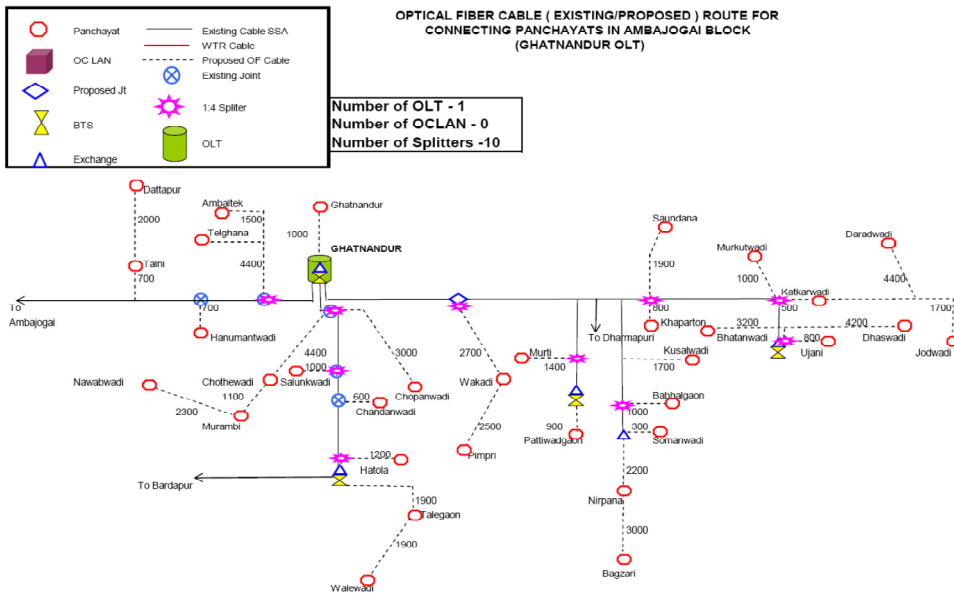 OPTICAL FIBER CABLE ( EXISTING/PROPOSED ) ROUTE FOR
CONNECTING PANCHAYATS IN AMBAJOGAI BLOCK
(GHATNANDUR OLT)
Panchayat
Existing Cable SSA
WTR Cable
OC LAN
Proposed OF Cable
Existing Joint
Proposed Jt
1:4 Spliter
BTS
OLT
Exchange
Number of OLT - 1
Number of OCLAN - 0
Number of Splitters -10
Dattapur
2000
Taini
700
Ambaltek
1500
Telghana
4400
Ghatnandur
1000
GHATNANDUR
To
Ambajogai
700
Hanumantwadi
Saundana
1900
Murkutwadi
1000
Daradwadi
4400
Katkarwadi
500
1700
800
Khaparton
To Dharmapuri
Bhatanwadi
3200
4200
Dhaswadi
800
Ujani
Jodwadi
Kusalwadi
1700
4400
1000
Salunkwadi
3000
Chopanwadi
2700
Wakadi
Murti
1400
Nawabwadi
Chothewadi
1100
2300
Murambi
600
Chandanwadi
2500
Pimpri
900
Pattiwadgaon
Babhalgaon
1000
300
Somanwadi
1200
Hatola
To Bardapur
2200
Nirpana
1900
Talegaon
3000
1900
Walewadi
Bagzari